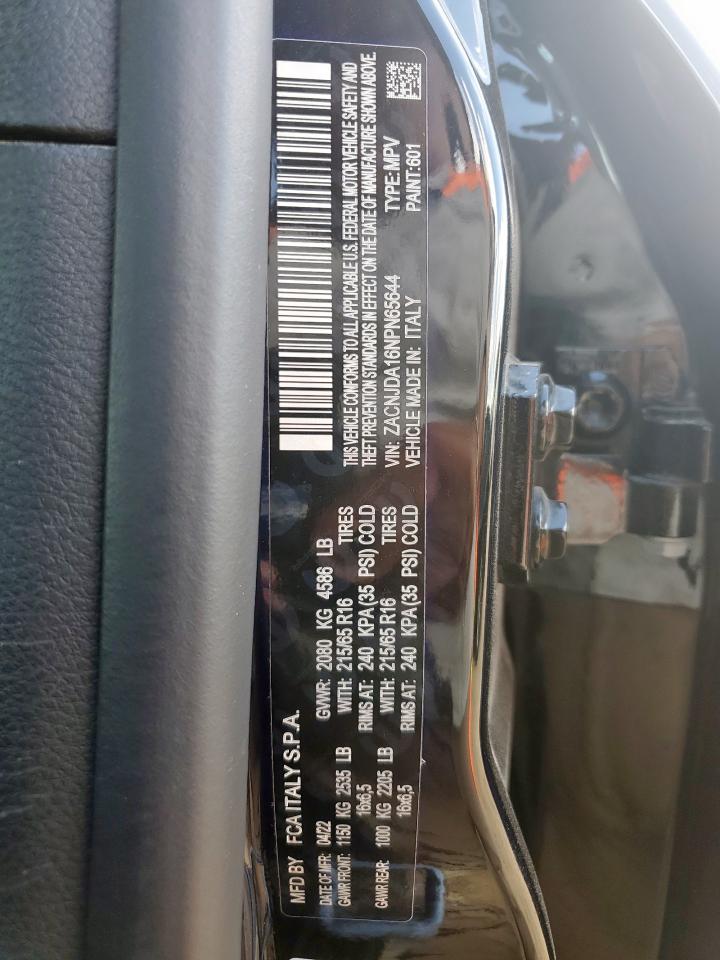 MFD BY FCA ITALY S.P.A.
DATE OF MFR: 04/22 GVWR: 2080 KG 4586 LB
GAWR FRONT: 1150 KG 2535 LB WITH: 215/65 R16 TIRES
16x6,5 RIMS AT: 240 KPA (35 PSI) COLD
GAWR REAR: 1000 KG 2205 LB WITH: 215/65 R16 TIRES
16x6,5 RIMS AT: 240 KPA (35 PSI) COLD
THIS VEHICLE CONFORMS TO ALL APPLICABLE U.S. FEDERAL MOTOR VEHICLE SAFETY AND
THEFT PREVENTION STANDARDS IN EFFECT ON THE DATE OF MANUFACTURE SHOWN ABOVE.
VIN: ZACNJDA16NPN65644 TYPE: MPV
VEHICLE MADE IN: ITALY PAINT: 601